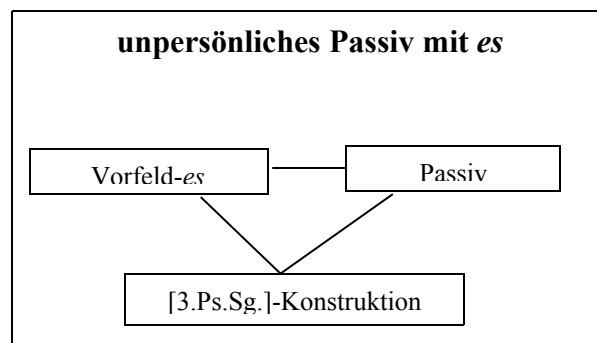 unpersönliches Passiv mit es
Vorfeld-es
Passiv
[3.Ps.Sg.]-Konstruktion